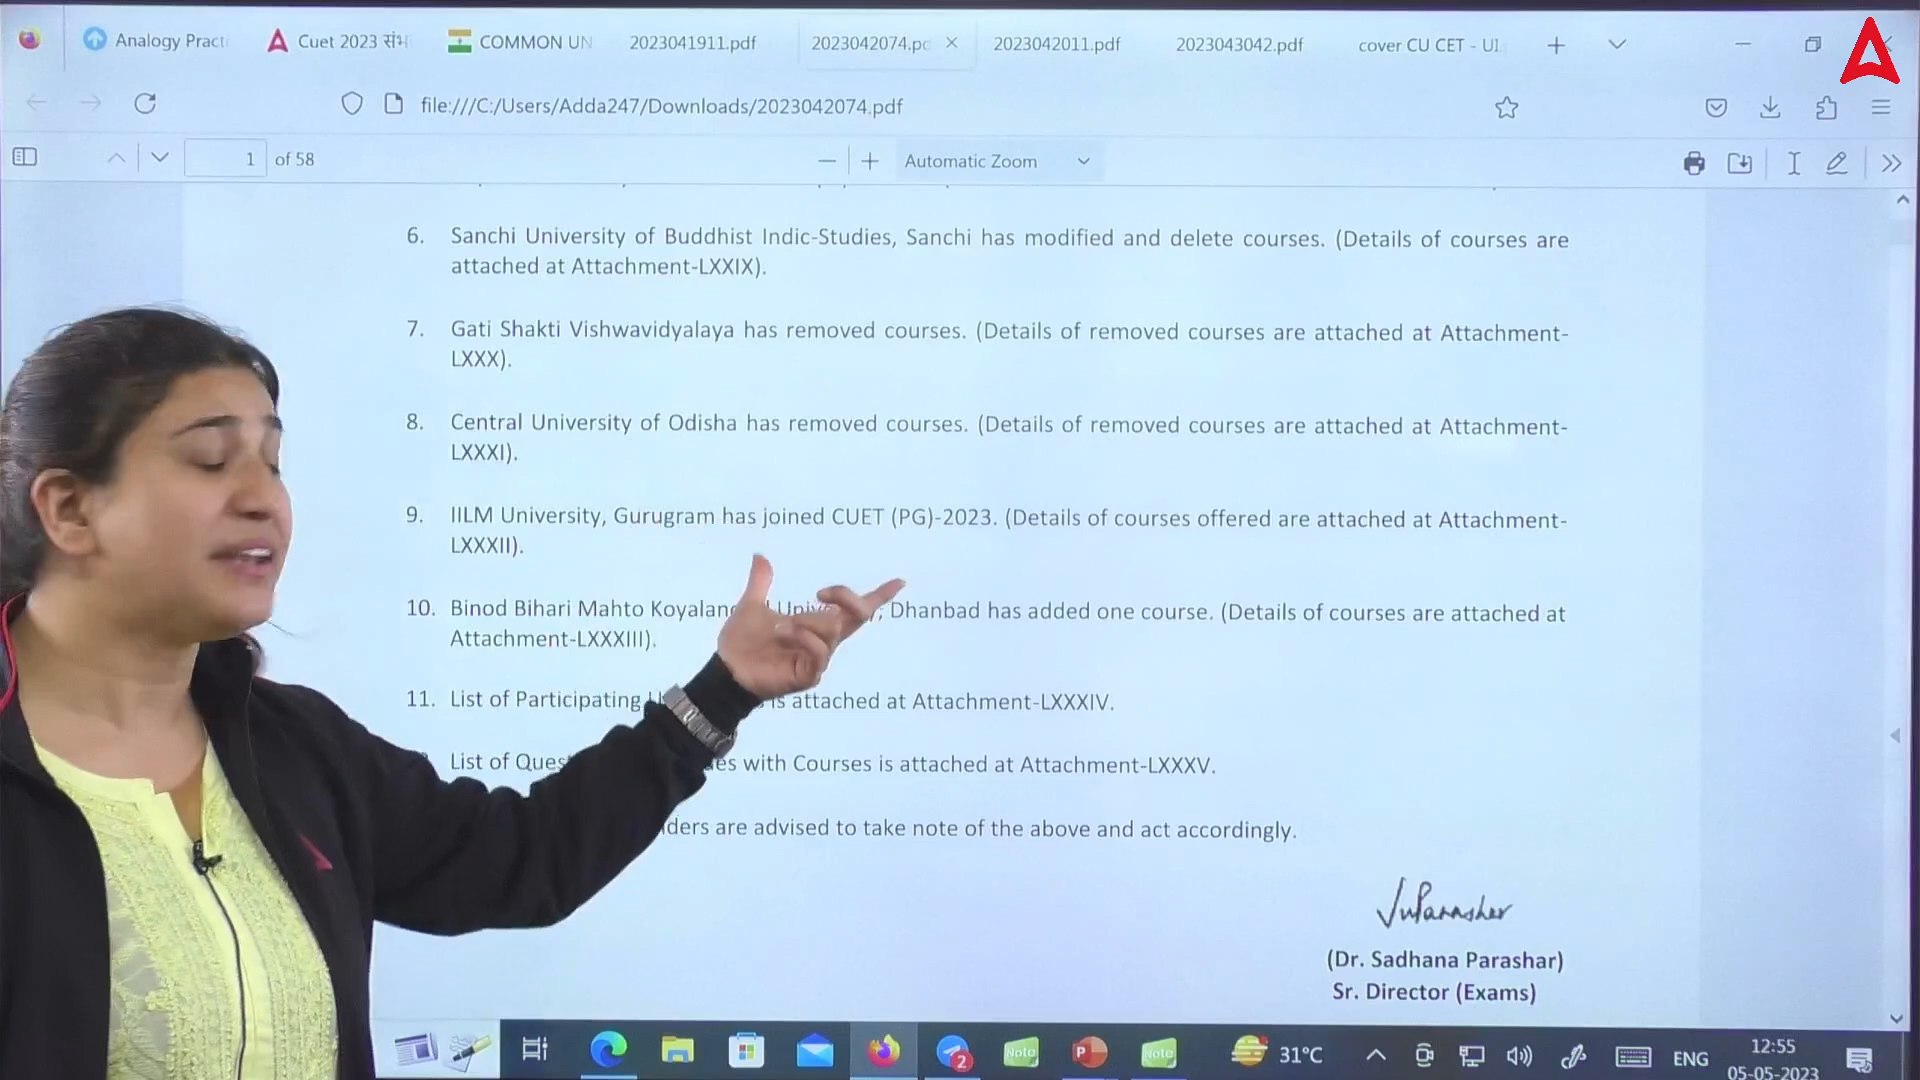 Analogy Practi
Cuet 2023 संभ
COMMON UN
2023041911.pdf
2023042074.pd
2023042011.pdf
2023043042.pdf
cover CU CET - UI
file:///C:/Users/Adda247/Downloads/2023042074.pdf
1 of 58
Automatic Zoom
6. Sanchi University of Buddhist Indic-Studies, Sanchi has modified and delete courses. (Details of courses are
attached at Attachment-LXXIX).
7. Gati Shakti Vishwavidyalaya has removed courses. (Details of removed courses are attached at Attachment-
LXXX).
8. Central University of Odisha has removed courses. (Details of removed courses are attached at Attachment-
LXXXI).
9. IILM University, Gurugram has joined CUET (PG)-2023. (Details of courses offered are attached at Attachment-
LXXXII).
10. Binod Bihari Mahto Koyalan Dhanbad has added one course. (Details of courses are attached at
Attachment-LXXXIII).
11. List of Participating is attached at Attachment-LXXXIV.
List of Ques with Courses is attached at Attachment-LXXXV.
ders are advised to take note of the above and act accordingly.
(Dr. Sadhana Parashar)
Sr. Director (Exams)
2
Note
P
Note
31°C
ENG
12:55
05-05-2023